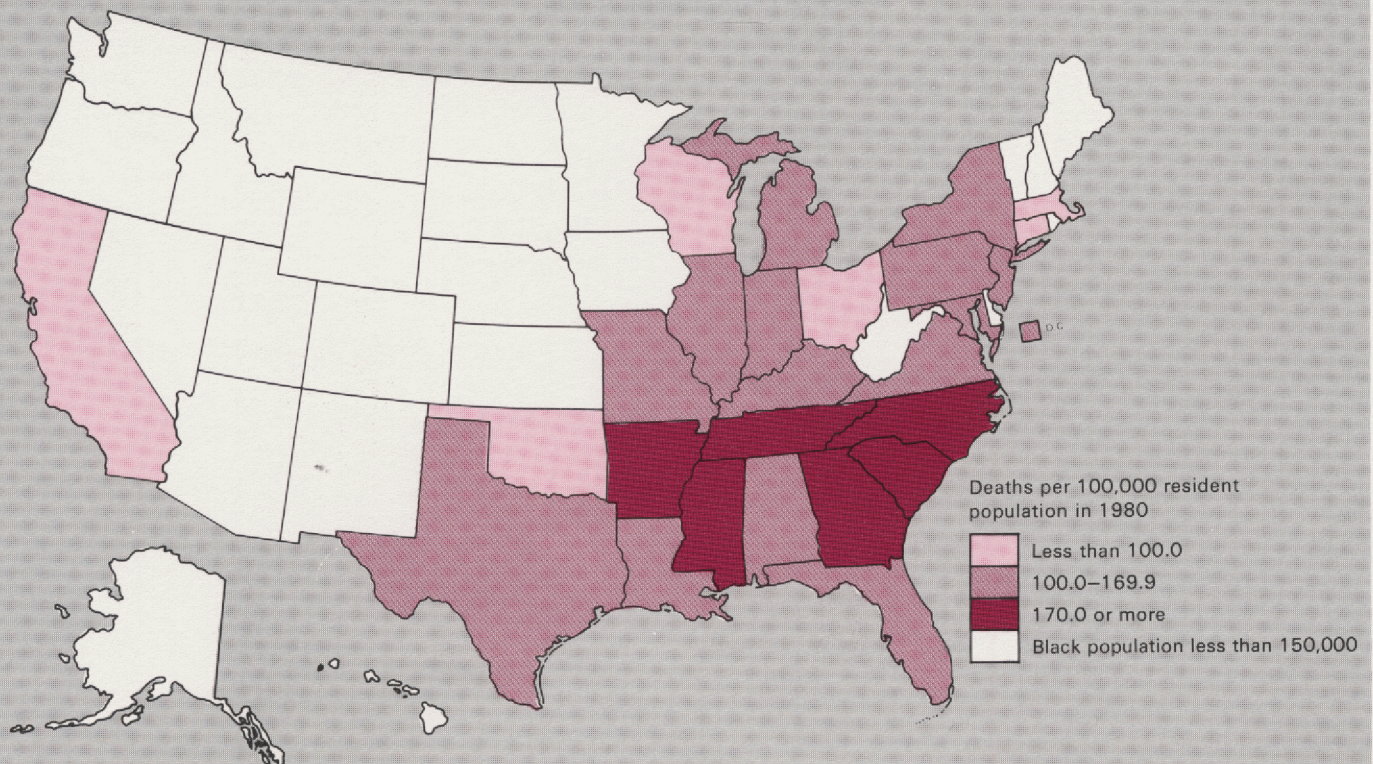 D C
Deaths per 100,000 resident
population in 1980
Less than 100.0
100.0–169.9
170.0 or more
Black population less than 150,000